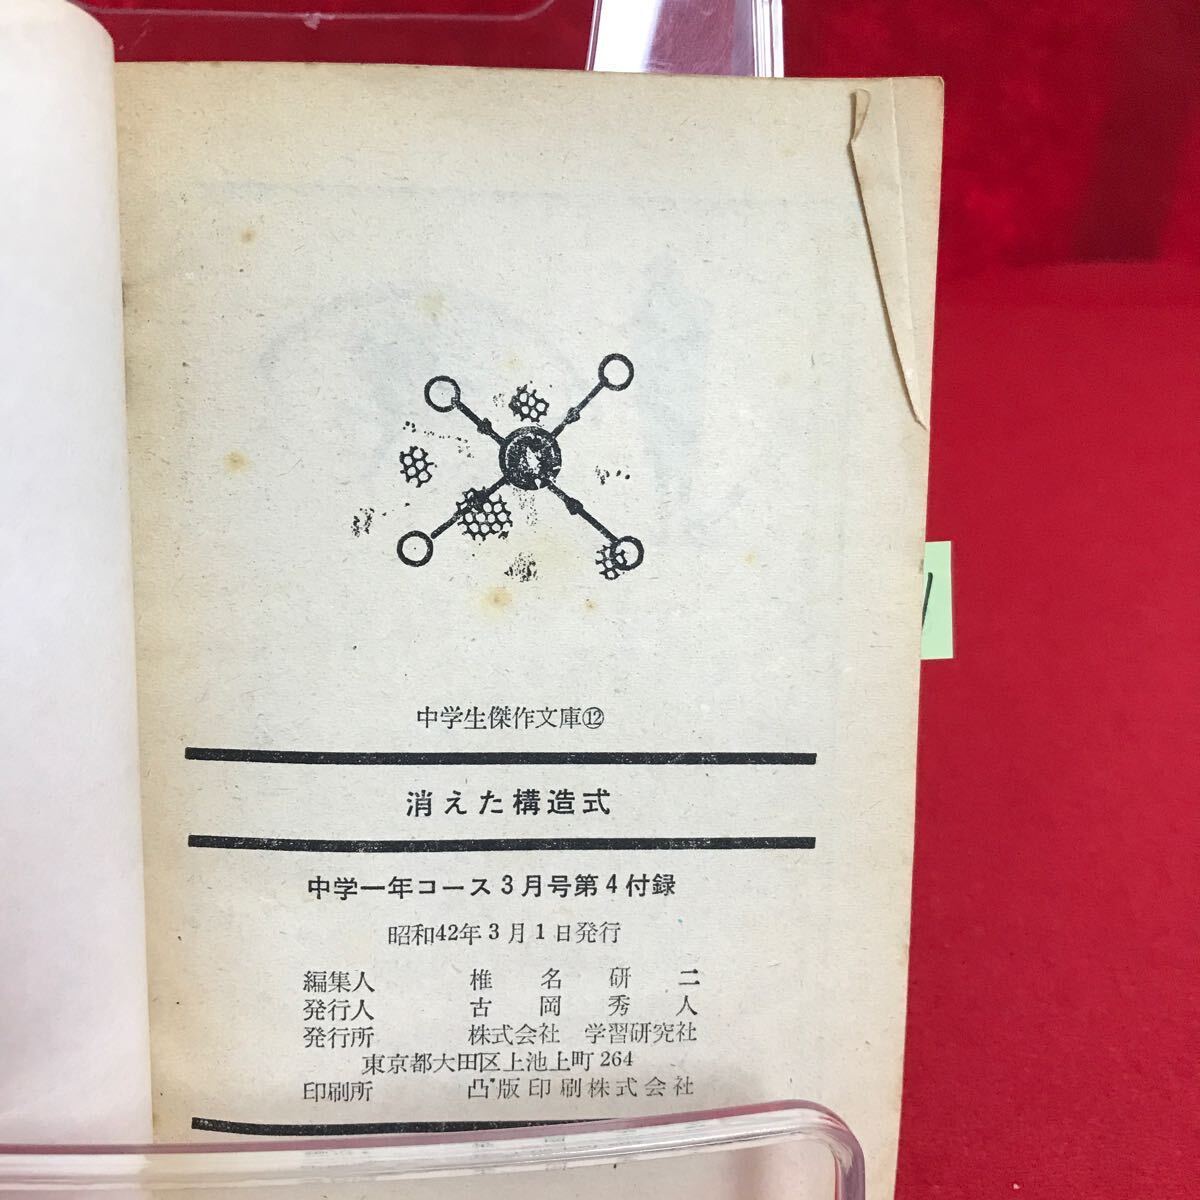 中学生傑作文庫⑫
消えた構造式
中学一年コース3月号第4付録
昭和42年3月1日発行
編集人 椎名研二
発行人 古岡秀人
発行所 株式会社 学習研究社
東京都大田区上池上町264
印刷所 凸版印刷株式会社